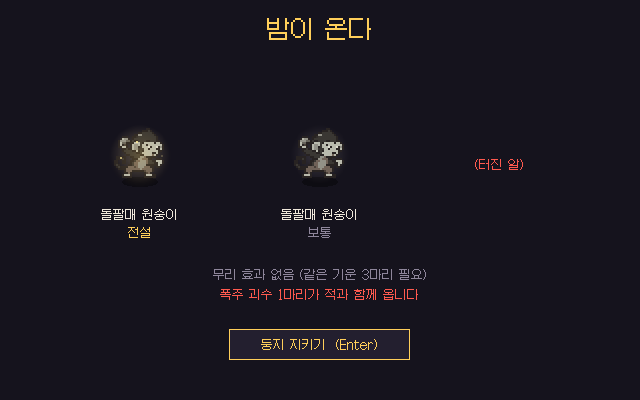 밤이 온다
(터진 알)
돌팔매 원숭이
돌팔매 원숭이
전설
보통
무리 효과 없음 (같은 기운 3마리 필요)
폭주 괴수 1마리가 적과 함께 옵니다
둥지 지키기 (Enter)